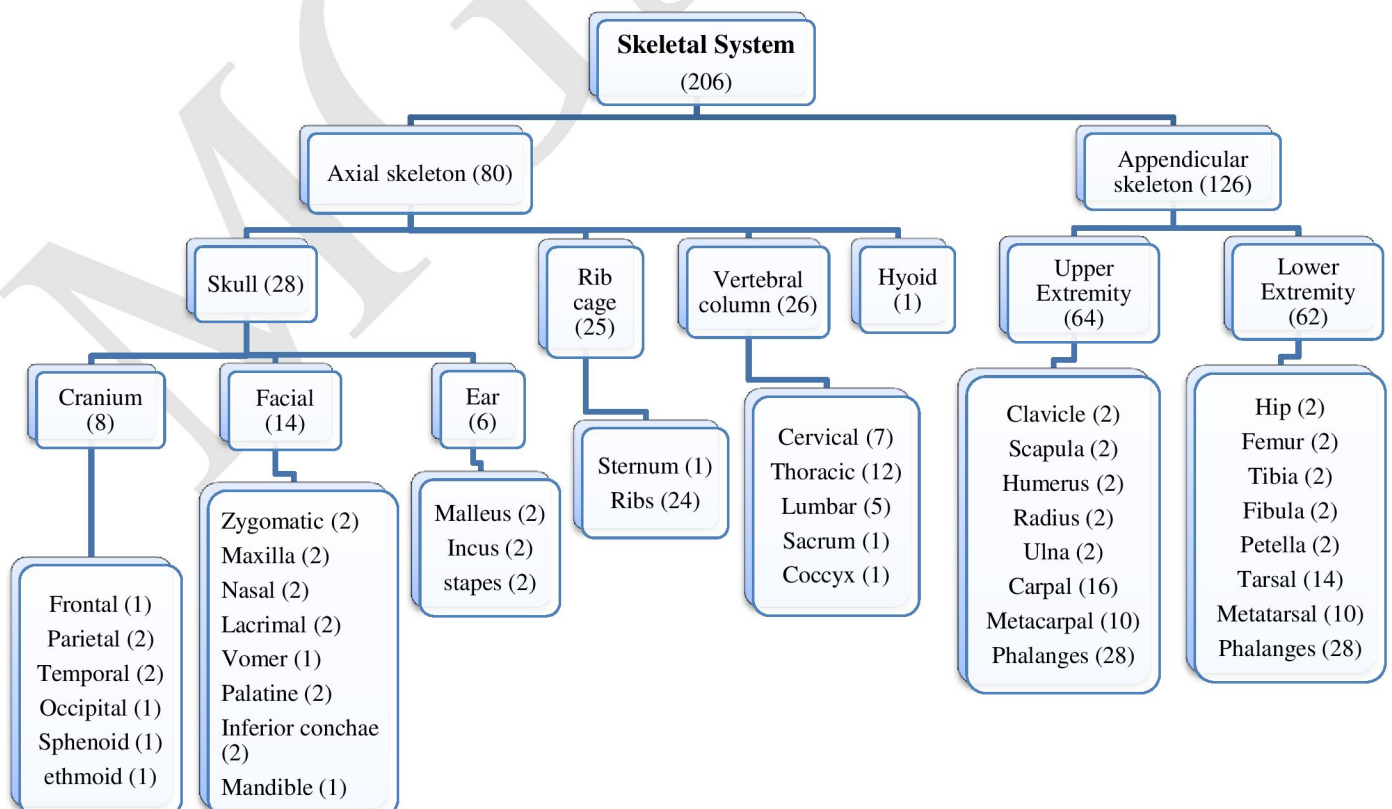 Skeletal System
(206)
Axial skeleton (80)
Appendicular
skeleton (126)
Skull (28)
Rib
cage
(25)
Vertebral
column (26)
Hyoid
(1)
Upper
Extremity
(64)
Lower
Extremity
(62)
Cranium
(8)
Facial
(14)
Ear
(6)
Frontal (1)
Parietal (2)
Temporal (2)
Occipital (1)
Sphenoid (1)
ethmoid (1)
Zygomatic (2)
Maxilla (2)
Nasal (2)
Lacrimal (2)
Vomer (1)
Palatine (2)
Inferior conchae
(2)
Mandible (1)
Malleus (2)
Incus (2)
stapes (2)
Sternum (1)
Ribs (24)
Cervical (7)
Thoracic (12)
Lumbar (5)
Sacrum (1)
Coccyx (1)
Clavicle (2)
Scapula (2)
Humerus (2)
Radius (2)
Ulna (2)
Carpal (16)
Metacarpal (10)
Phalanges (28)
Hip (2)
Femur (2)
Tibia (2)
Fibula (2)
Petella (2)
Tarsal (14)
Metatarsal (10)
Phalanges (28)